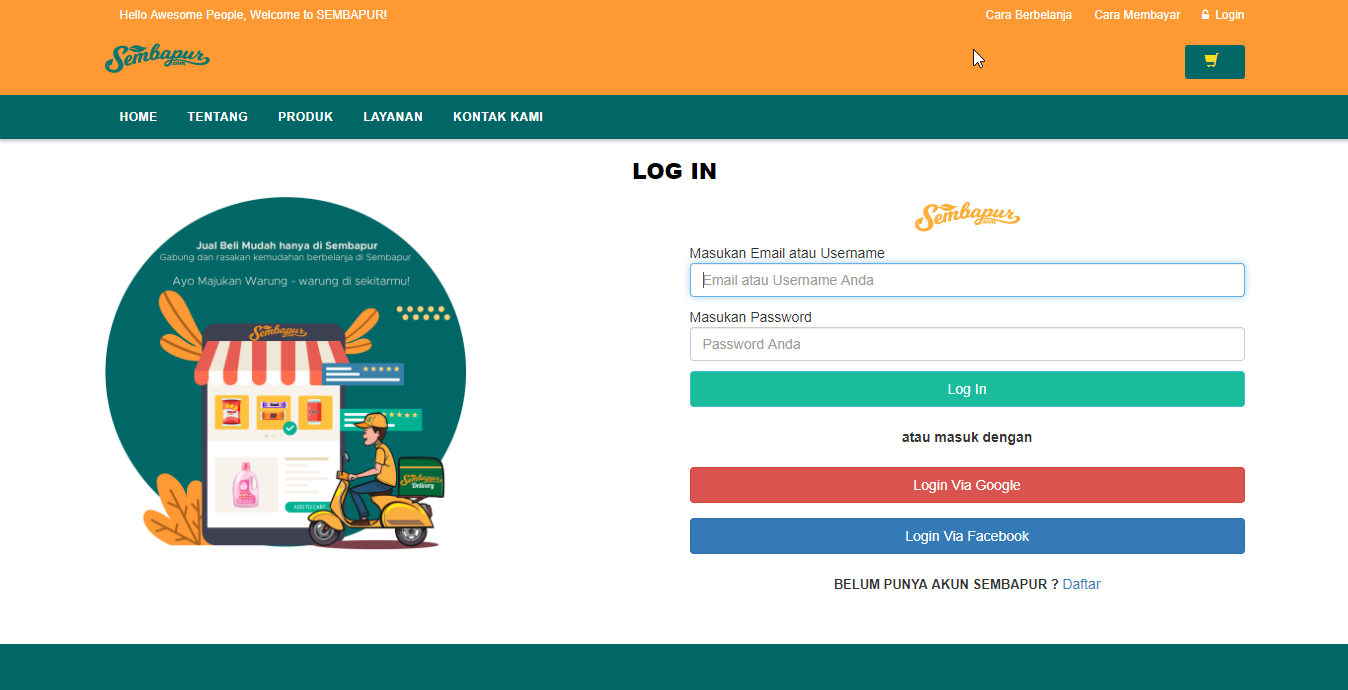 Hello Awesome People, Welcome to SEMBAPUR!
Cara Berbelanja
Cara Membayar
Login
Sembapur
.com
HOME
TENTANG
PRODUK
LAYANAN
KONTAK KAMI
LOG IN
Jual Beli Mudah hanya di Sembapur
Gabung dan rasakan kemudahan berbelanja di Sembapur
Ayo Majukan Warung - warung di sekitarmu!
Sembapur
ADD TO CART
Sembapur
Delivery
Sembapur
.com
Masukan Email atau Username
Email atau Username Anda
Masukan Password
Password Anda
Log In
atau masuk dengan
Login Via Google
Login Via Facebook
BELUM PUNYA AKUN SEMBAPUR ? Daftar